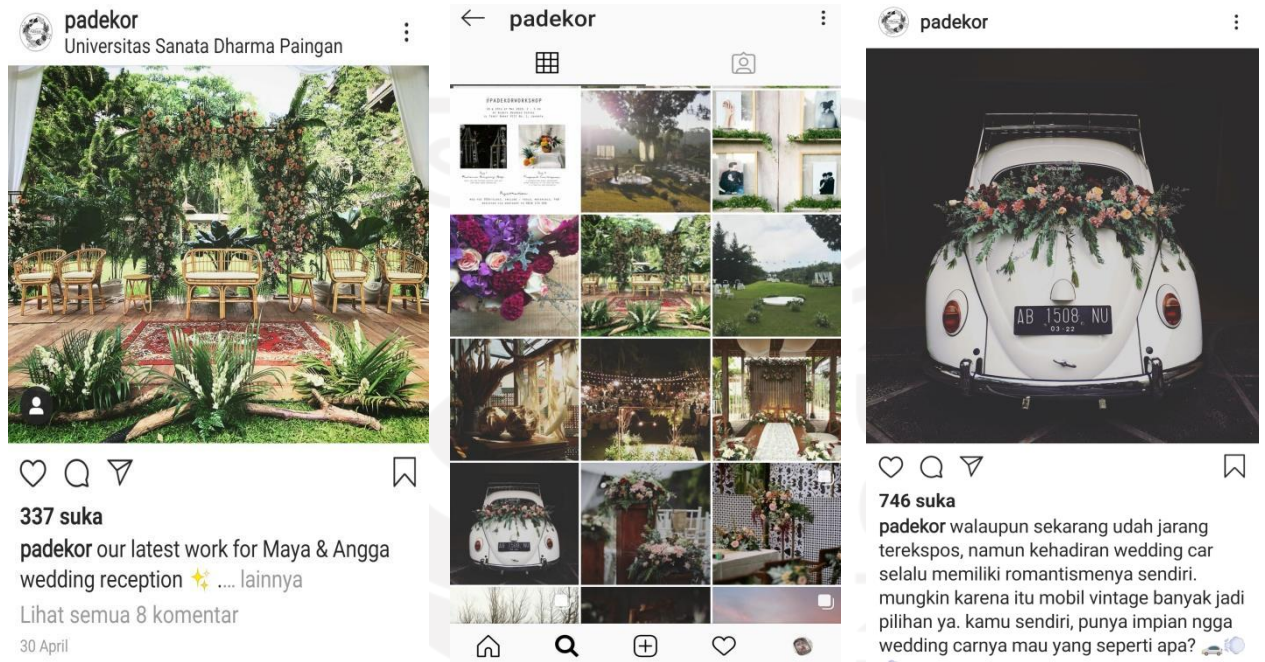 padekor
Universitas Sanata Dharma Paingan
337 suka
padekor our latest work for Maya & Angga
wedding reception ✨ .... lainnya
Lihat semua 8 komentar
30 April
padekor
#PADEKORWORKSHOP
padekor
AB 1508 NU
03·22
746 suka
padekor walaupun sekarang udah jarang
terekspos, namun kehadiran wedding car
selalu memiliki romantismenya sendiri.
mungkin karena itu mobil vintage banyak jadi
pilihan ya. kamu sendiri, punya impian ngga
wedding carnya mau yang seperti apa? 🚗💨